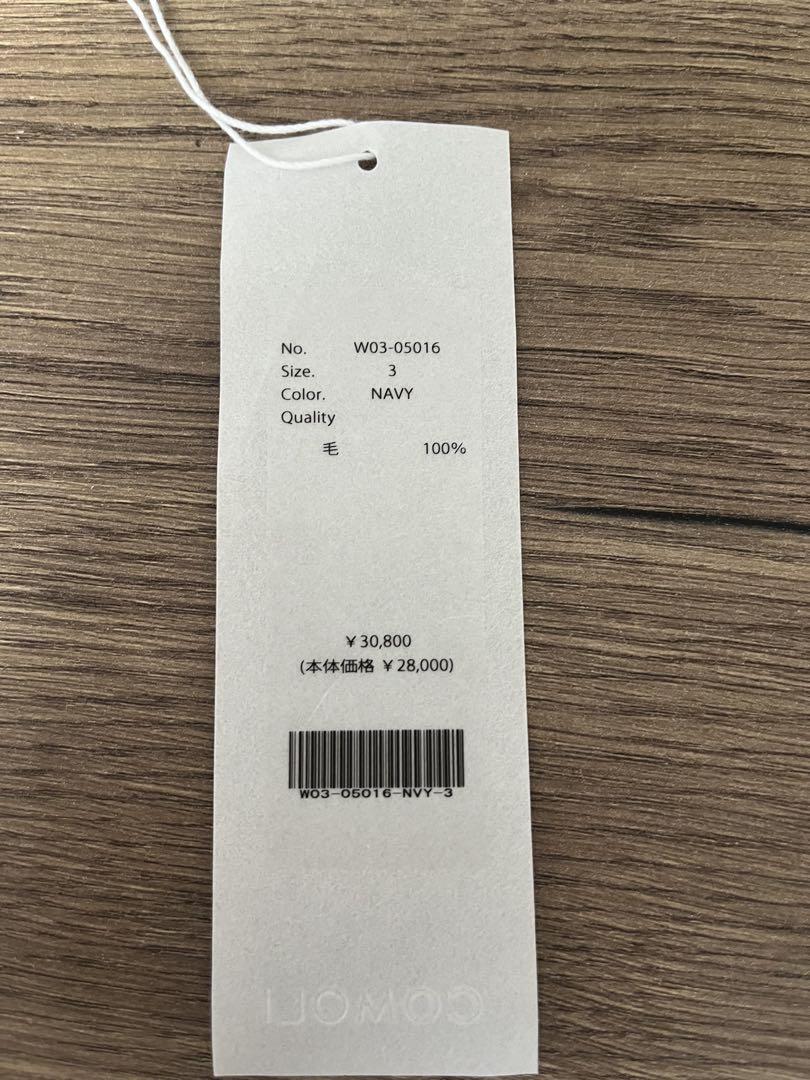 No. W03-05016
Size. 3
Color. NAVY
Quality
毛 100%
¥30,800
(本体価格 ¥28,000)
W03-05016-NVY-3
COMOLI